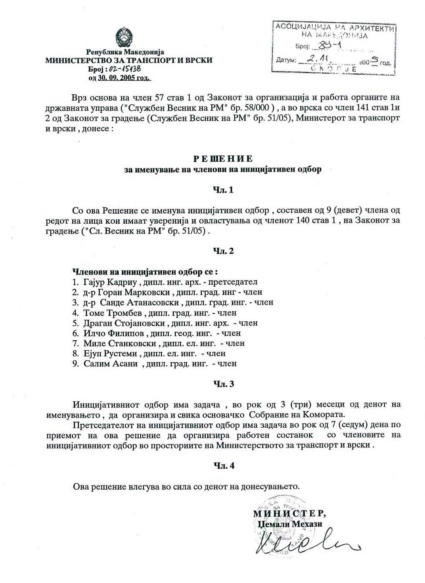 АСОЦИЈАЦИЈА НА АРХИТЕКТИ
НА МАКЕДОНИЈА
Број: 89-1
Датум: 2.11. 2005 год.
СКОПЈЕ
Република Македонија
МИНИСТЕРСТВО ЗА ТРАНСПОРТ И ВРСКИ
Број : 02-15138
од 30. 09. 2005 год.
Врз основа на член 57 став 1 од Законот за организација и работа органите на
државната управа ("Службен Весник на РМ" бр. 58/000 ) , а во врска со член 141 став 1и
2 од Законот за градење (Службен Весник на РМ" бр. 51/05), Министерот за транспорт
и врски , донесе :
Р Е Ш Е Н И Е
за именување на членови на иницијативен одбор
Чл. 1
Со ова Решение се именува иницијативен одбор , составен од 9 (девет) члена од
редот на лица кои имаат уверенија и овластувања од членот 140 став 1 , на Законот за
градење ("Сл. Весник на РМ" бр. 51/05) .
Чл. 2
Членови на иницијативен одбор се :
1. Гајур Кадриу , дипл. инг. арх. - претседател
2. д-р Горан Марковски , дипл. град. инг - член
3. д-р Санде Атанасовски , дипл. град. инг. - член
4. Томе Тромбев , дипл. град. инг. - член
5. Драган Стојановски , дипл. инг. арх. - член
6. Илчо Филипов , дипл. геод. инг. - член
7. Миле Станковски , дипл. ел. инг. - член
8. Ејуп Рустеми , дипл. ел. инг. - член
9. Салим Асани , дипл. град. инг. - член
Чл. 3
Иницијативниот одбор има задача , во рок од 3 (три) месеци од денот на
именувањето , да организира и свика основачко Собрание на Комората.
Претседателот на иницијативниот одбор има задача во рок од 7 (седум) дена по
приемот на ова решение да организира работен состанок со членовите на
иницијативниот одбор во просториите на Министерството за транспорт и врски .
Чл. 4
Ова решение влегува во сила со денот на донесувањето.
М И Н И С Т Е Р,
Џемали Мехази